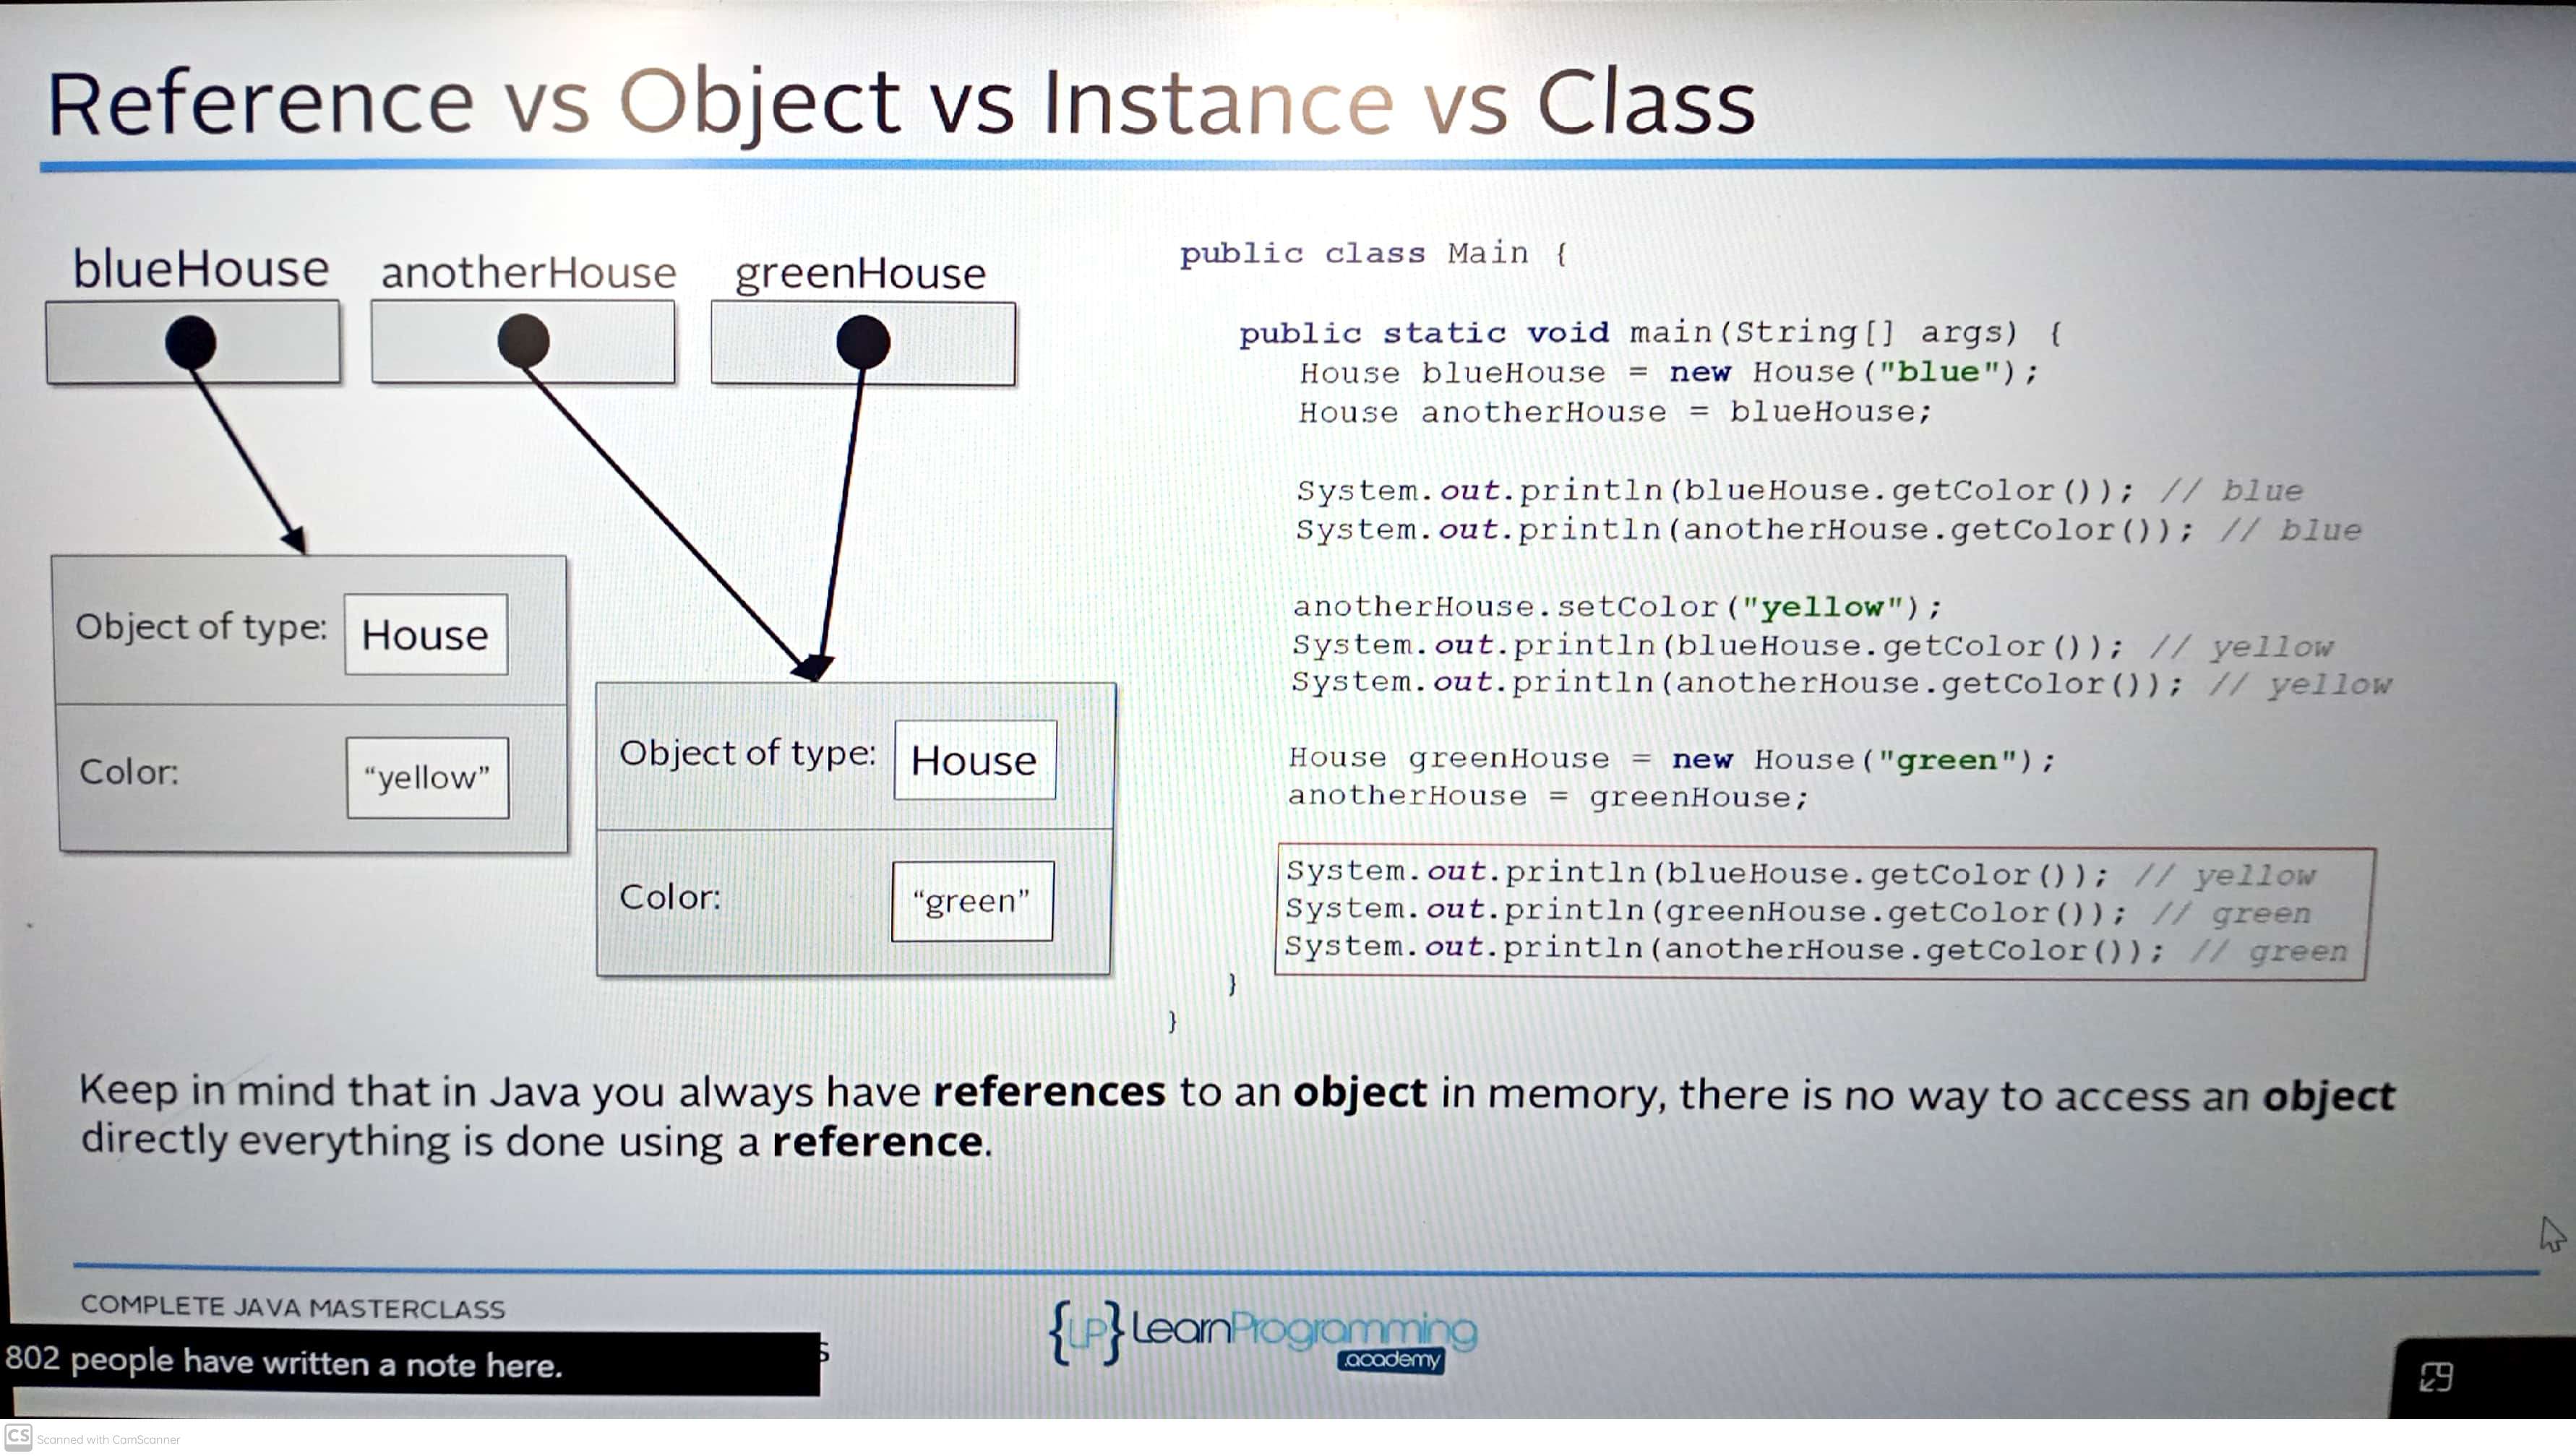 Reference vs Object vs Instance vs Class
blueHouse anotherHouse greenHouse
Object of type: House
Color: “yellow”
Object of type: House
Color: “green”
public class Main {
public static void main(String[] args) {
House blueHouse = new House("blue");
House anotherHouse = blueHouse;
System.out.println(blueHouse.getColor()); // blue
System.out.println(anotherHouse.getColor()); // blue
anotherHouse.setColor("yellow");
System.out.println(blueHouse.getColor()); // yellow
System.out.println(anotherHouse.getColor()); // yellow
House greenHouse = new House("green");
anotherHouse = greenHouse;
System.out.println(blueHouse.getColor()); // yellow
System.out.println(greenHouse.getColor()); // green
System.out.println(anotherHouse.getColor()); // green
}
}
Keep in mind that in Java you always have references to an object in memory, there is no way to access an object
directly everything is done using a reference.
COMPLETE JAVA MASTERCLASS
802 people have written a note here.
{LP} LearnProgramming
.academy
CS Scanned with CamScanner